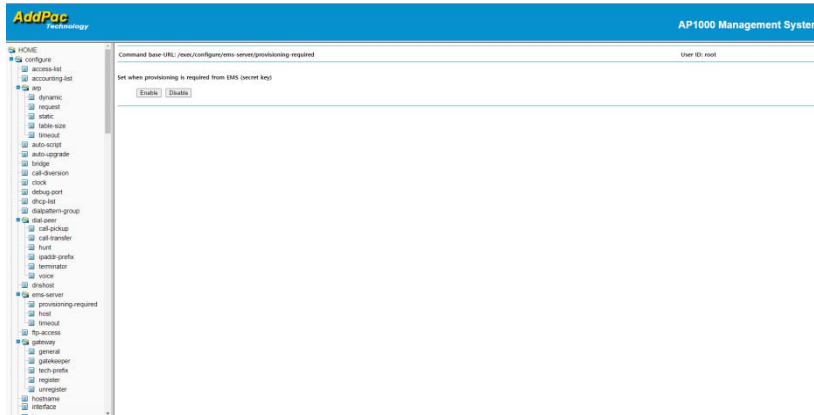 AddPac
Technology
AP1000 Management System
HOME
configure
access-list
accounting-list
arp
dynamic
request
static
table-size
timeout
auto-script
auto-upgrade
bridge
call-diversion
clock
debug-port
dhcp-list
dialpattern-group
dial-peer
call-pickup
call-transfer
hunt
ipaddr-prefix
terminator
voice
dnshost
ems-server
provisioning-required
host
timeout
ftp-access
gateway
general
gatekeeper
tech-prefix
register
unregister
hostname
interface
Command base-URL: /exec/configure/ems-server/provisioning-required User ID: root
Set when provisioning is required from EMS (secret key)
Enable Disable